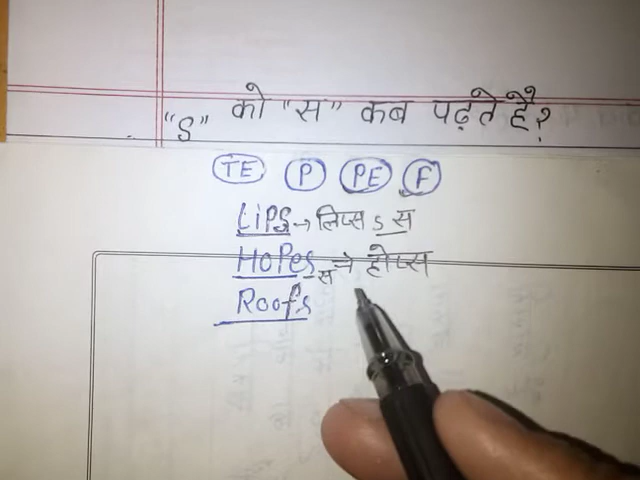 "S" को "स" कब पढ़ते है?
TE P PE F
LiPS → लिप्स S स
HoPes स → होप्स
Roofs